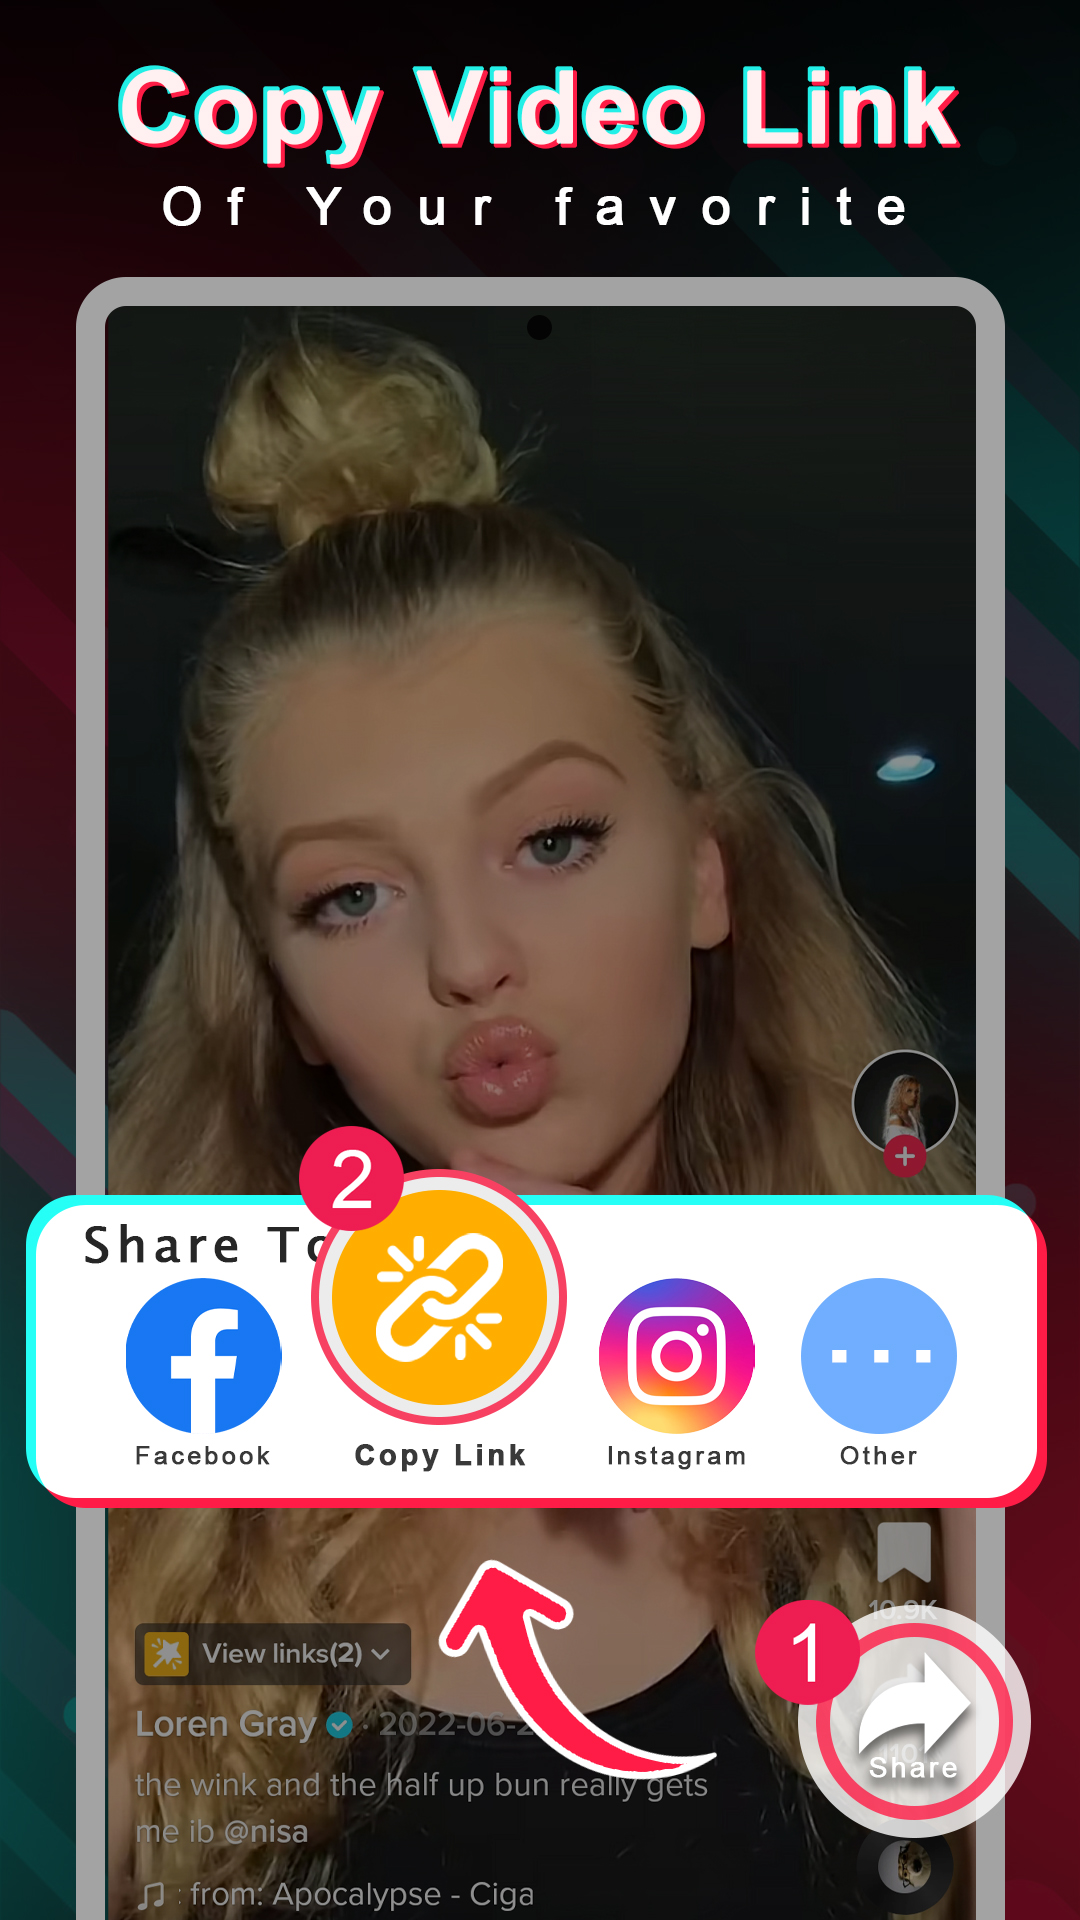 Copy Video Link
Of Your favorite
2
Share To
Facebook
Copy Link
Instagram
Other
10.9K
1
Share
View links(2)
Loren Gray · 2022-06-2
the wink and the half up bun really gets
me ib @nisa
: from: Apocalypse - Ciga